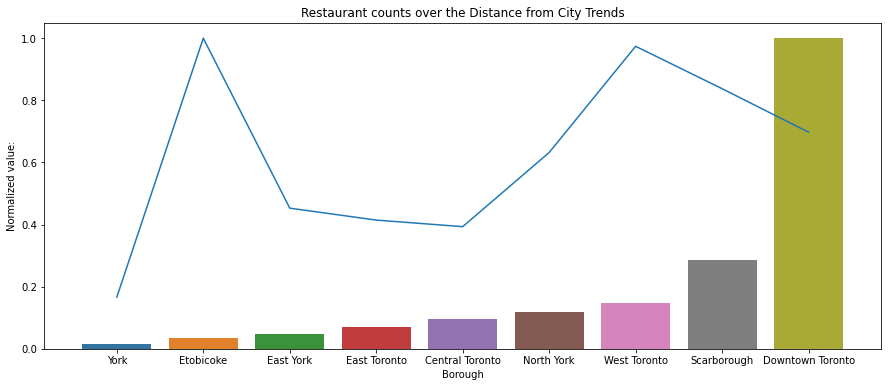 Restaurant counts over the Distance from City Trends
1.0
0.8
0.6
0.4
0.2
0.0
Normalized value:
York Etobicoke East York East Toronto Central Toronto North York West Toronto Scarborough Downtown Toronto
Borough